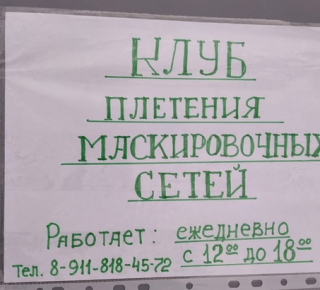 КЛУБ
ПЛЕТЕНИЯ
МАСКИРОВОЧНЫХ
СЕТЕЙ
Работает: ежедневно
с 12⁰⁰ до 18⁰⁰
Тел. 8-911-818-45-72